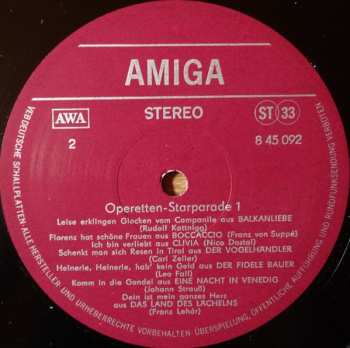 AMIGA
AWA
STEREO
ST 33
2
8 45 092
Operetten-Starparade 1
Leise erklingen Glocken vom Campanile aus BALKANLIEBE
(Rudolf Kattnigg)
Florenz hat schöne Frauen aus BOCCACCIO (Franz von Suppé)
Ich bin verliebt aus CLIVIA (Nico Dostal)
Schenkt man sich Rosen in Tirol aus DER VOGELHÄNDLER
(Carl Zeller)
Heinerle, Heinerle, hab' kein Geld aus DER FIDELE BAUER
(Leo Fall)
Komm in die Gondel aus EINE NACHT IN VENEDIG
(Johann Strauß)
Dein ist mein ganzes Herz
aus DAS LAND DES LÄCHELNS
(Franz Lehár)
VEB DEUTSCHE SCHALLPLATTEN · ALLE HERSTELLER- UND URHEBERRECHTE VORBEHALTEN · ÜBERSPIELUNG, ÖFFENTLICHE AUFFÜHRUNG UND RUNDFUNKSENDUNG VERBOTEN